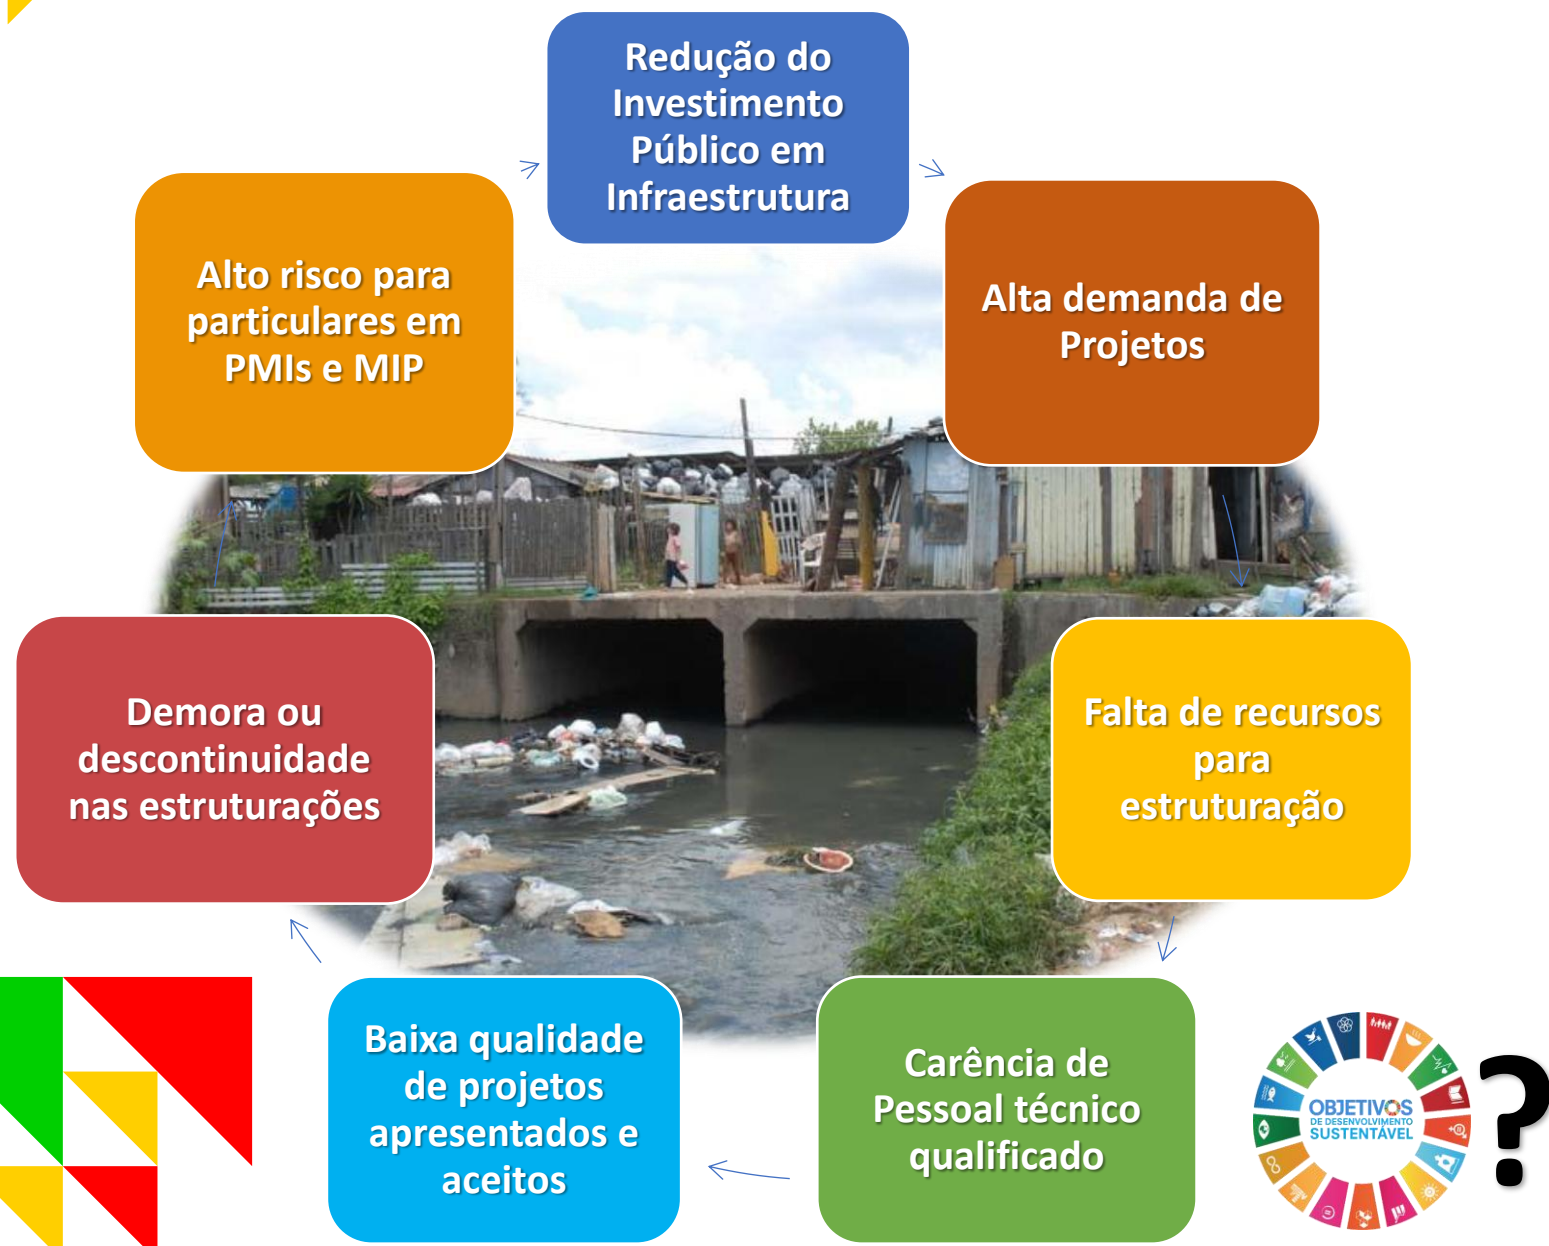 Redução do
Investimento
Público em
Infraestrutura
Alta demanda de
Projetos
Falta de recursos
para
estruturação
Carência de
Pessoal técnico
qualificado
Baixa qualidade
de projetos
apresentados e
aceitos
Demora ou
descontinuidade
nas estruturações
Alto risco para
particulares em
PMIs e MIP
OBJETIVOS
DE DESENVOLVIMENTO
SUSTENTÁVEL
?